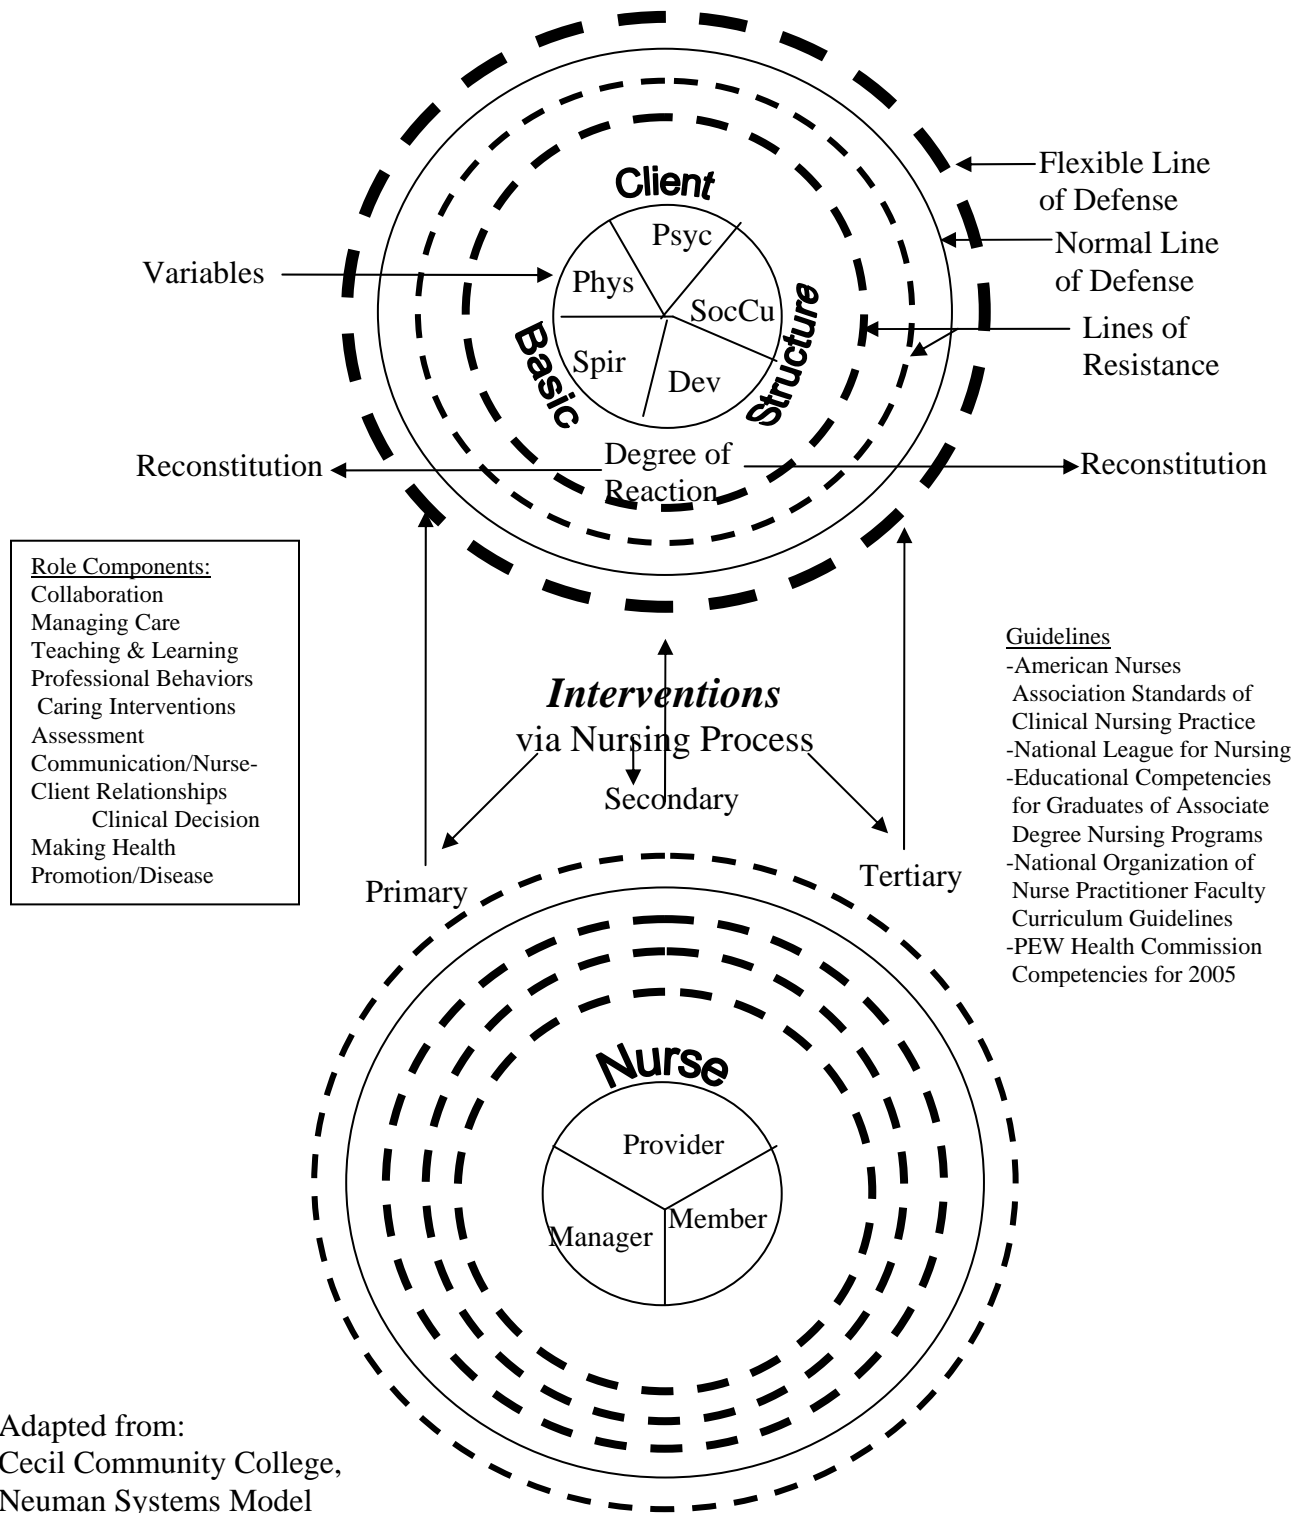 Client
Basic
Structure
Psyc
Phys
SocCu
Spir
Dev
Variables
Flexible Line
of Defense
Normal Line
of Defense
Lines of
Resistance
Reconstitution
Degree of
Reaction
Reconstitution
Role Components:
Collaboration
Managing Care
Teaching & Learning
Professional Behaviors
Caring Interventions
Assessment
Communication/Nurse-
Client Relationships
Clinical Decision
Making Health
Promotion/Disease
Interventions
via Nursing Process
Secondary
Primary
Tertiary
Guidelines
-American Nurses
Association Standards of
Clinical Nursing Practice
-National League for Nursing
-Educational Competencies
for Graduates of Associate
Degree Nursing Programs
-National Organization of
Nurse Practitioner Faculty
Curriculum Guidelines
-PEW Health Commission
Competencies for 2005
Nurse
Provider
Manager
Member
Adapted from:
Cecil Community College,
Neuman Systems Model